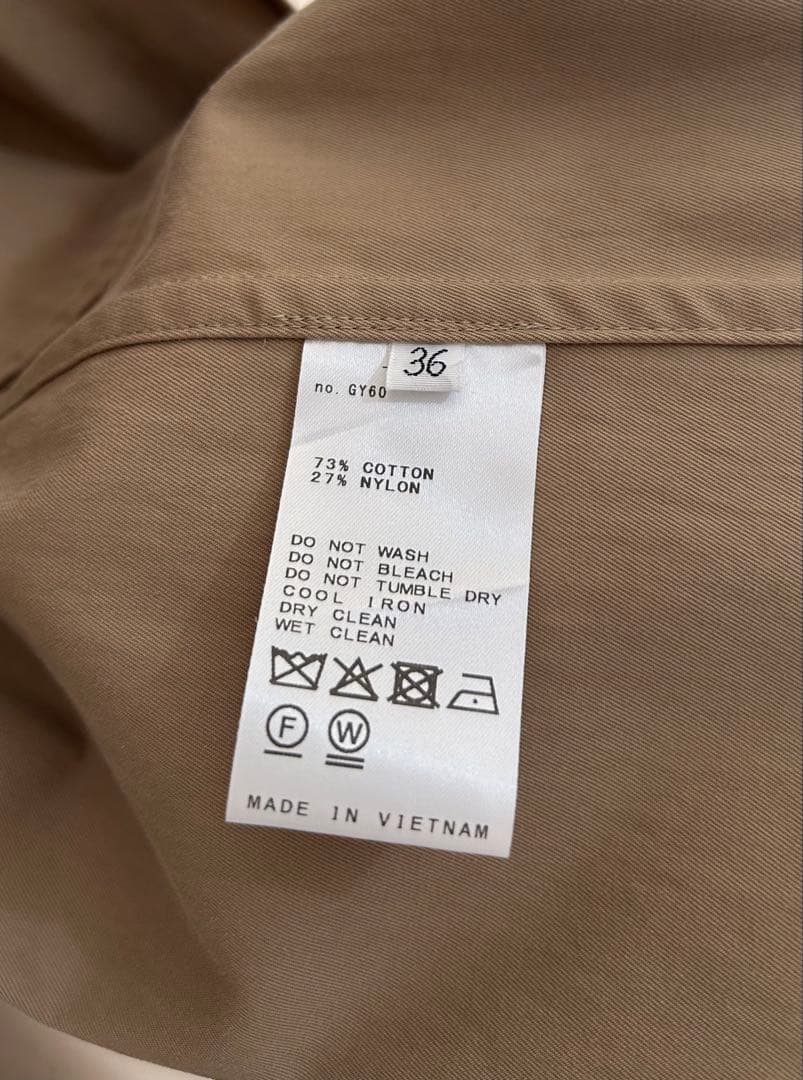 36
no. GY60
73% COTTON
27% NYLON
DO NOT WASH
DO NOT BLEACH
DO NOT TUMBLE DRY
COOL IRON
DRY CLEAN
WET CLEAN
F W
MADE IN VIETNAM